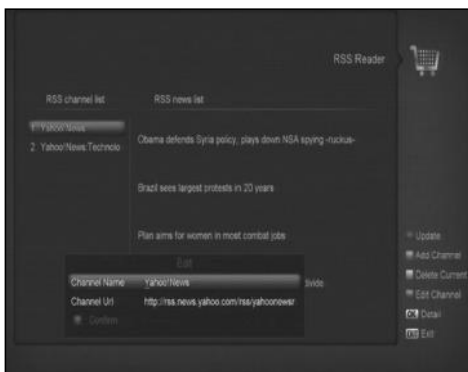 RSS Reader
RSS channel list
RSS news list
1. Yahoo!News
2. Yahoo!News:Technolo
Obama defends Syria policy, plays down NSA spying -ruckus-
Brazil sees largest protests in 20 years
Plan aims for women in most combat jobs
divide
Edit
Channel Name
Yahoo!News
Channel Url
http://rss.news.yahoo.com/rss/yahoonewsr
Confirm
Update
Add Channel
Delete Current
Edit Channel
OK Detail
Exit